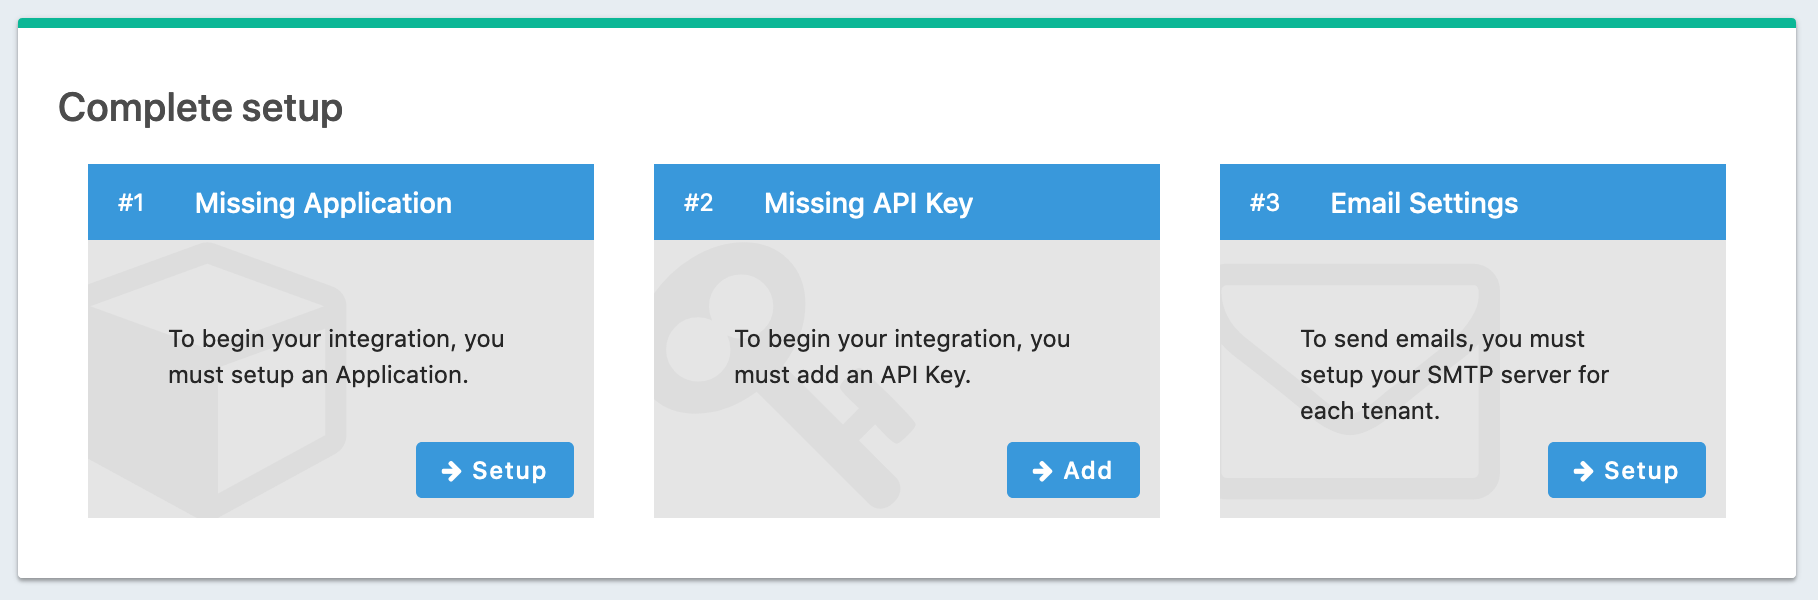 Complete setup
#1 Missing Application
To begin your integration, you
must setup an Application.
Setup
#2 Missing API Key
To begin your integration, you
must add an API Key.
Add
#3 Email Settings
To send emails, you must
setup your SMTP server for
each tenant.
Setup